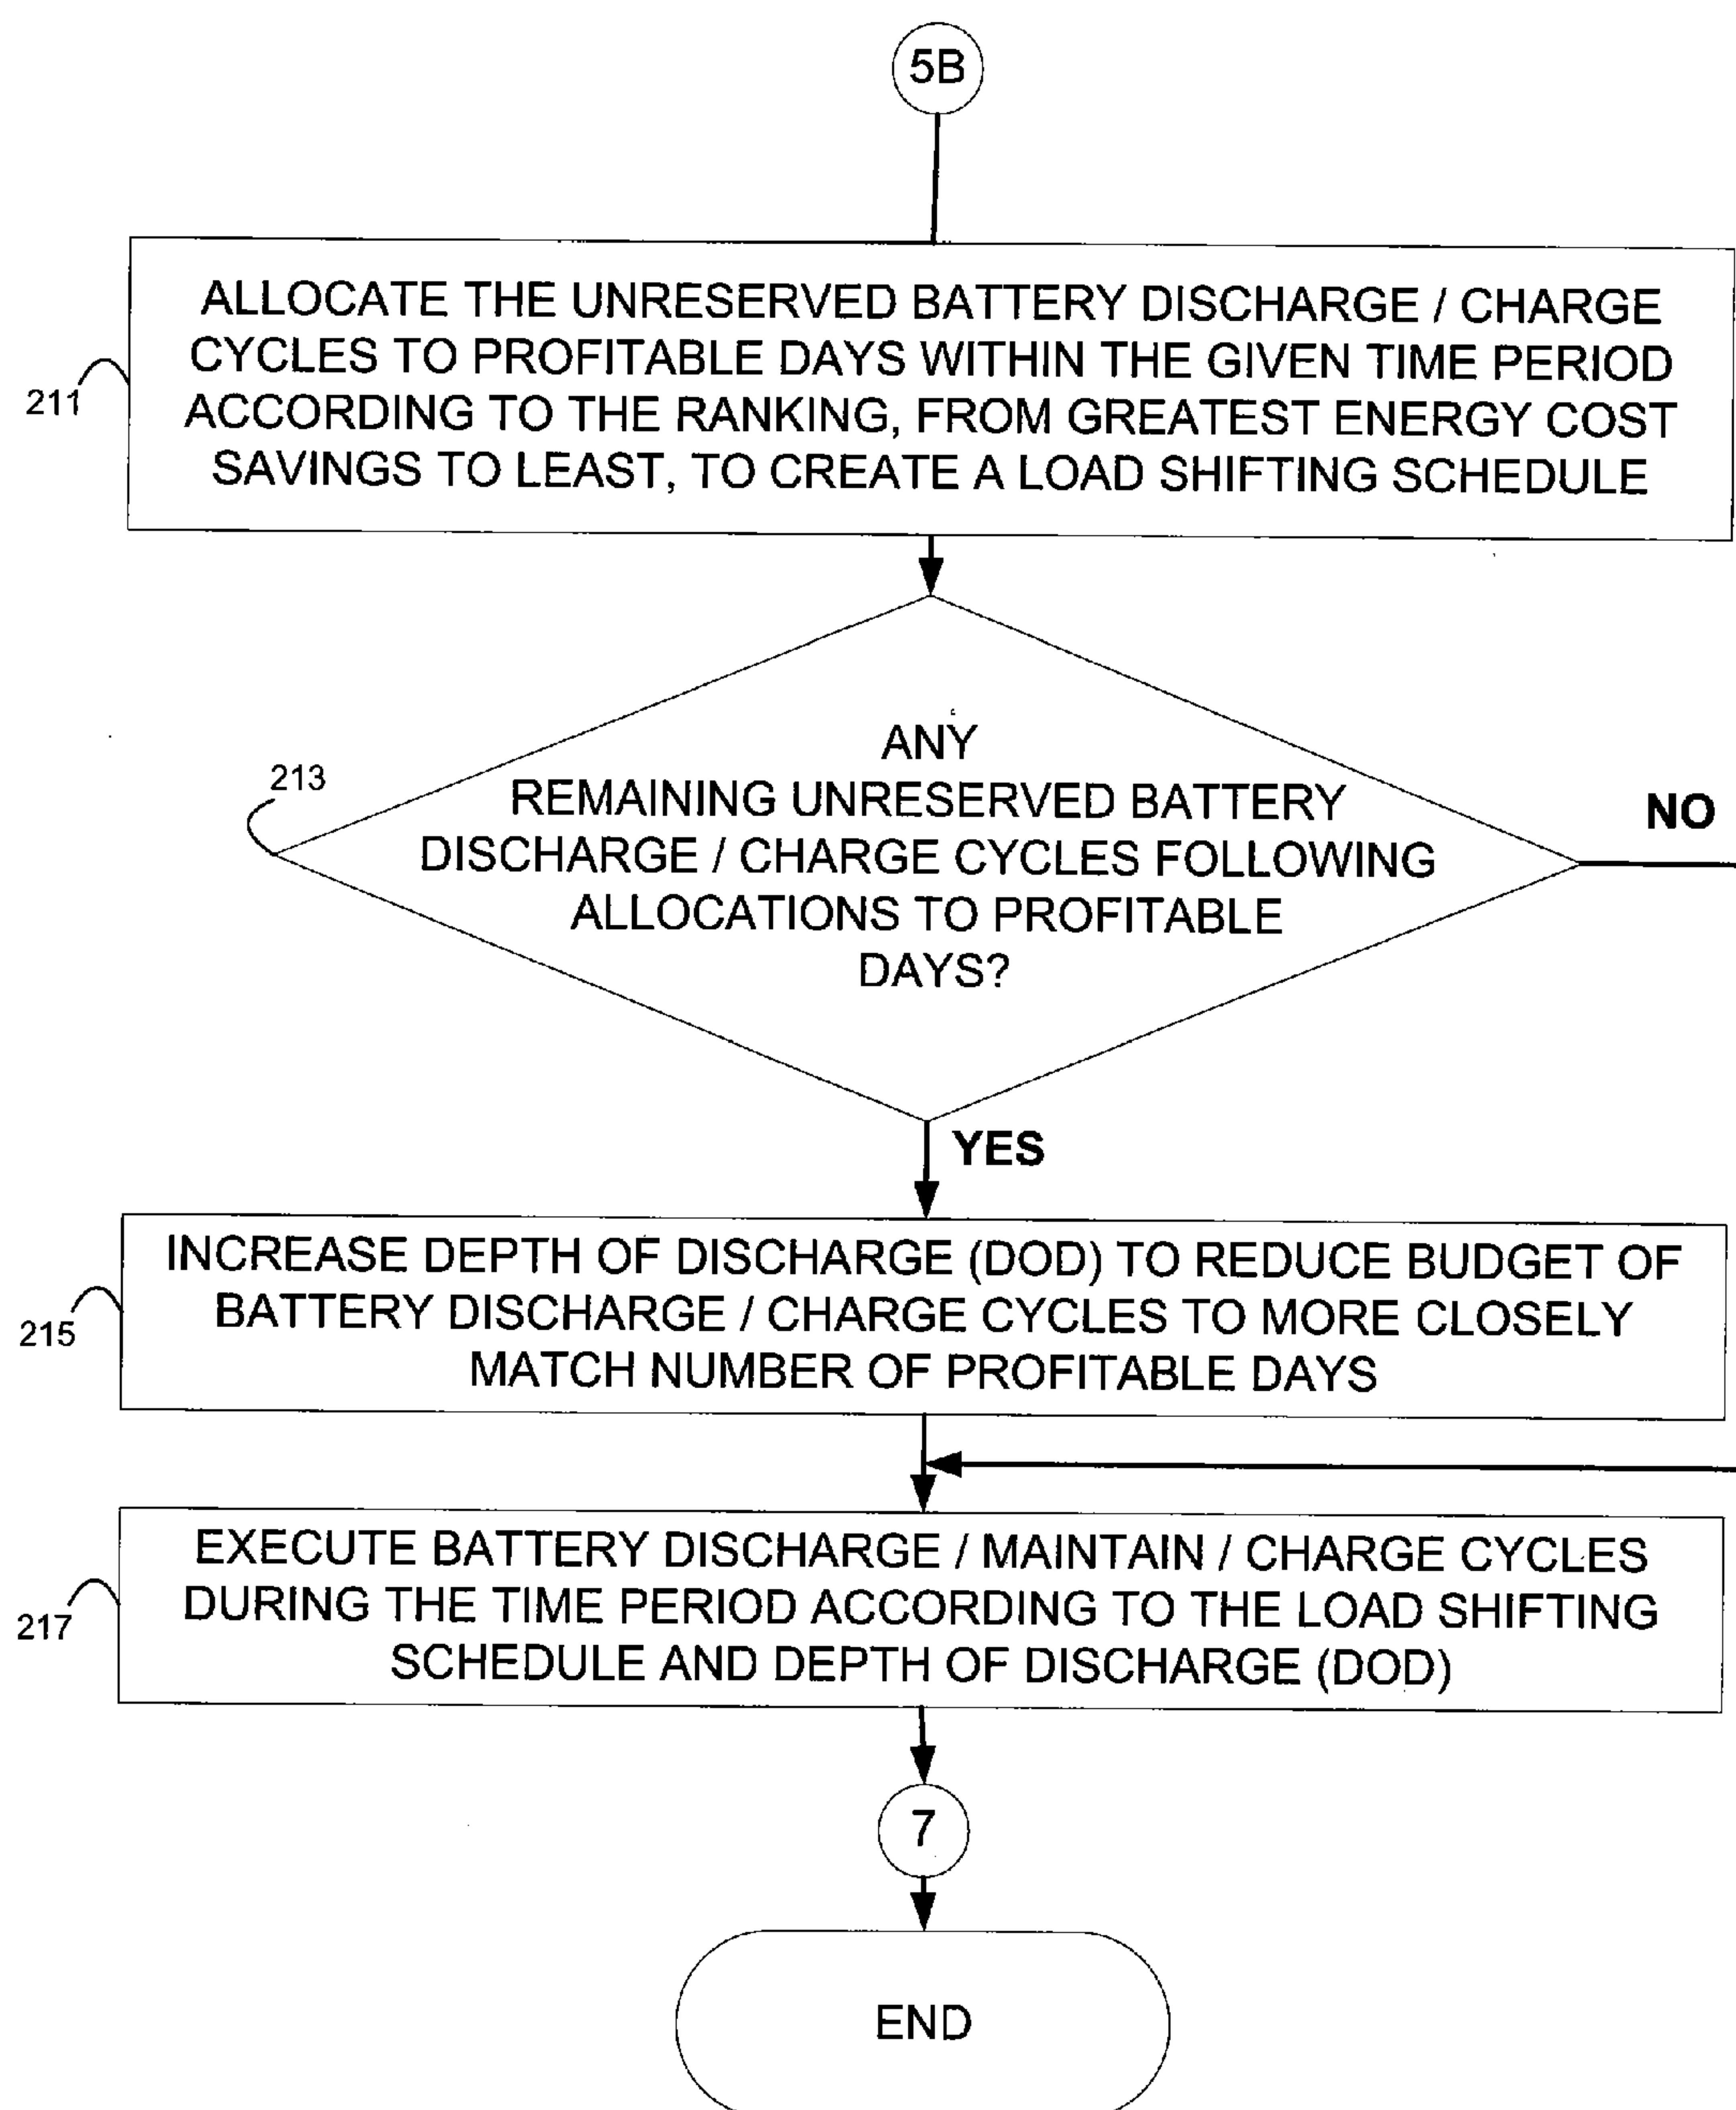 5B
ALLOCATE THE UNRESERVED BATTERY DISCHARGE / CHARGE
CYCLES TO PROFITABLE DAYS WITHIN THE GIVEN TIME PERIOD
211
ACCORDING TO THE RANKING, FROM GREATEST ENERGY COST
SAVINGS TO LEAST, TO CREATE A LOAD SHIFTING SCHEDULE
213
ANY
REMAINING UNRESERVED BATTERY
DISCHARGE / CHARGE CYCLES FOLLOWING
ALLOCATIONS TO PROFITABLE
DAYS?
NO
YES
INCREASE DEPTH OF DISCHARGE (DOD) TO REDUCE BUDGET OF
BATTERY DISCHARGE / CHARGE CYCLES TO MORE CLOSELY
MATCH NUMBER OF PROFITABLE DAYS
215
EXECUTE BATTERY DISCHARGE / MAINTAIN / CHARGE CYCLES
DURING THE TIME PERIOD ACCORDING TO THE LOAD SHIFTING
SCHEDULE AND DEPTH OF DISCHARGE (DOD)
217
7
END